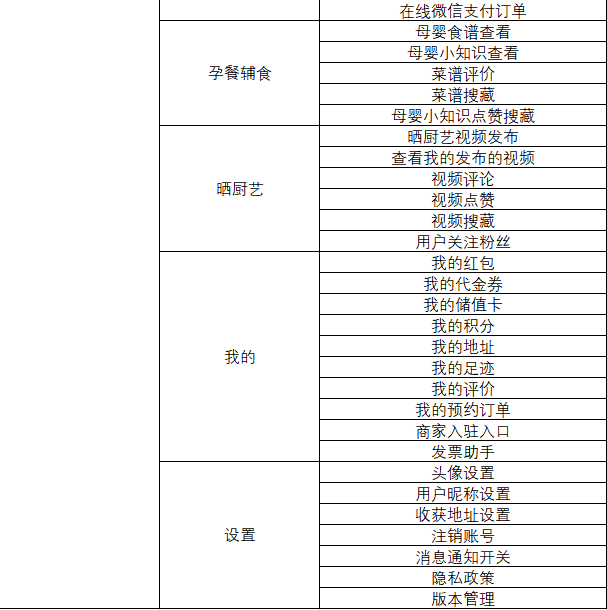 在线微信支付订单
孕餐辅食
母婴食谱查看
母婴小知识查看
菜谱评价
菜谱搜藏
母婴小知识点赞搜藏
晒厨艺
晒厨艺视频发布
查看我的发布的视频
视频评论
视频点赞
视频搜藏
用户关注粉丝
我的
我的红包
我的代金券
我的储值卡
我的积分
我的地址
我的足迹
我的评价
我的预约订单
商家入驻入口
发票助手
设置
头像设置
用户昵称设置
收获地址设置
注销账号
消息通知开关
隐私政策
版本管理